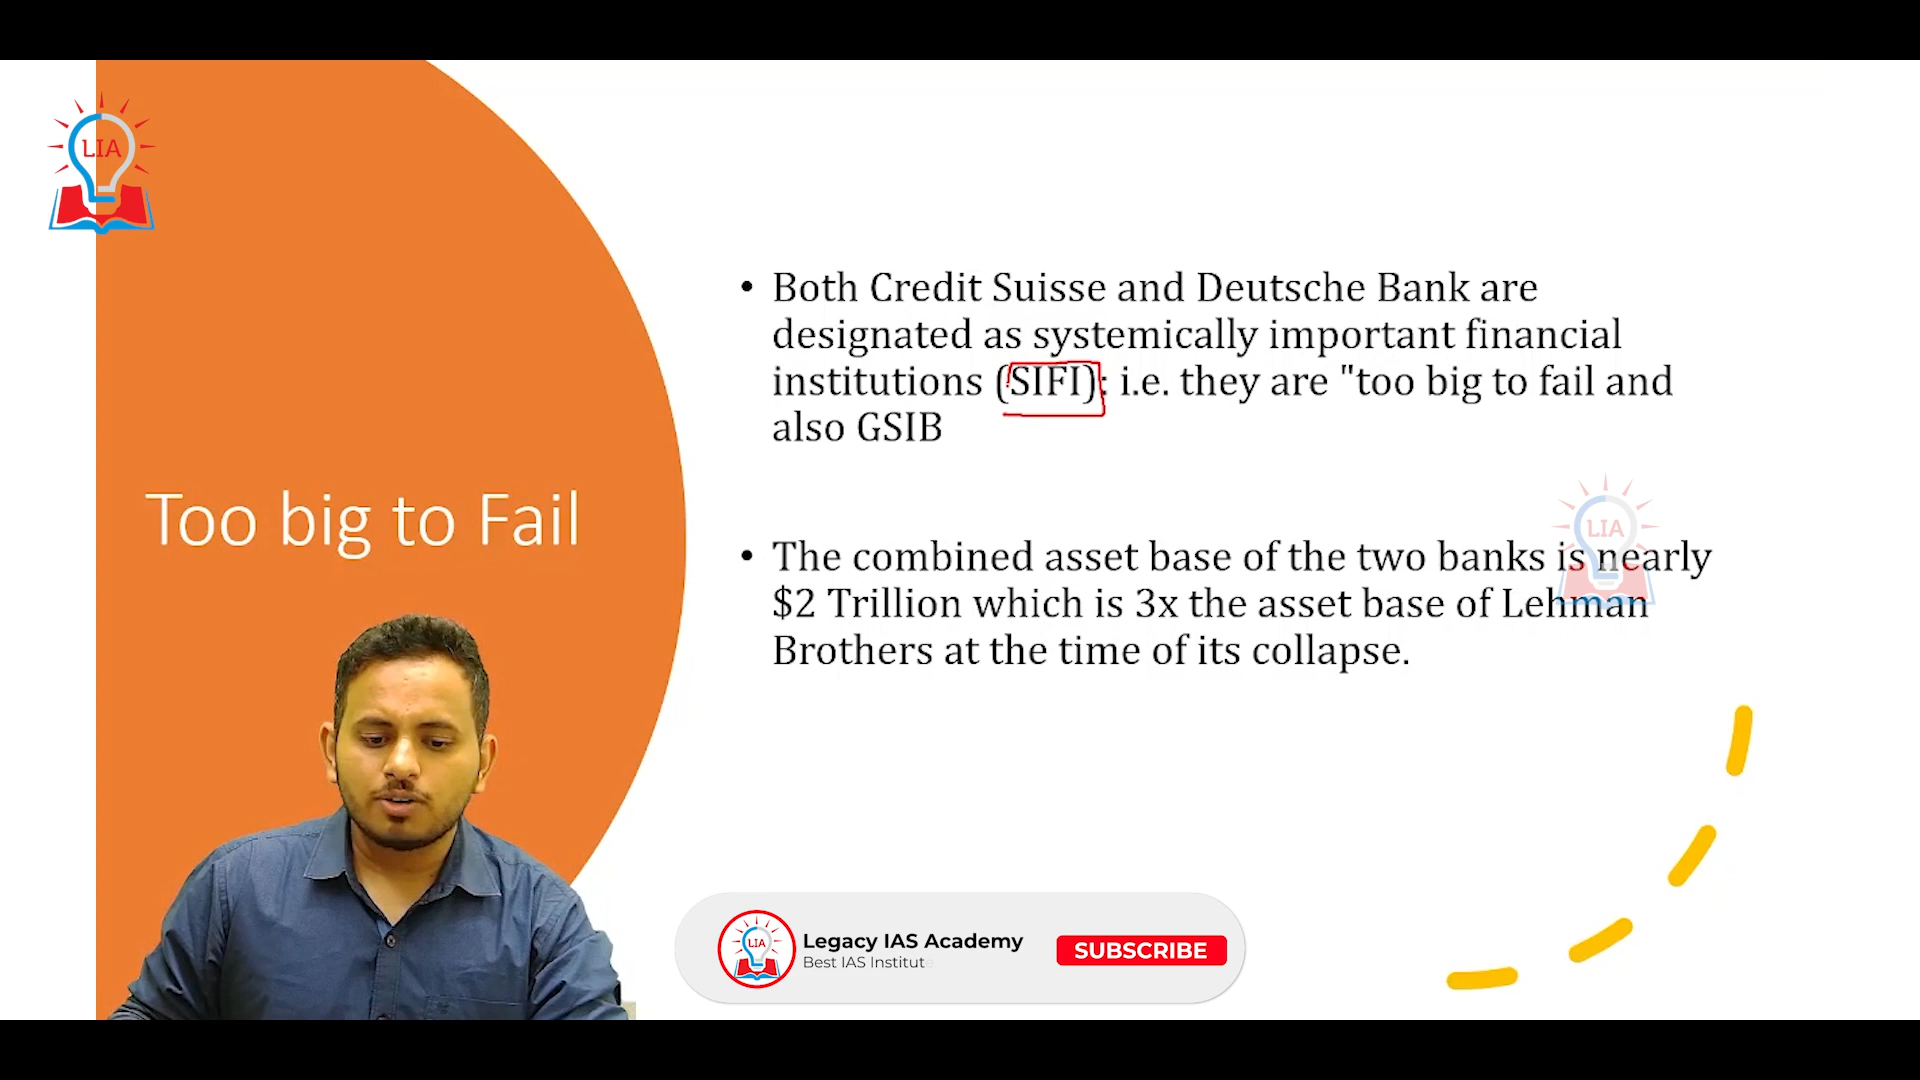 LIA
Both Credit Suisse and Deutsche Bank are
designated as systemically important financial
institutions (SIFI): i.e. they are "too big to fail and
also GSIB
Too big to Fail
LIA
• The combined asset base of the two banks is nearly
$2 Trillion which is 3x the asset base of Lehman
Brothers at the time of its collapse.
LIA
Legacy IAS Academy
Best IAS Institute
SUBSCRIBE